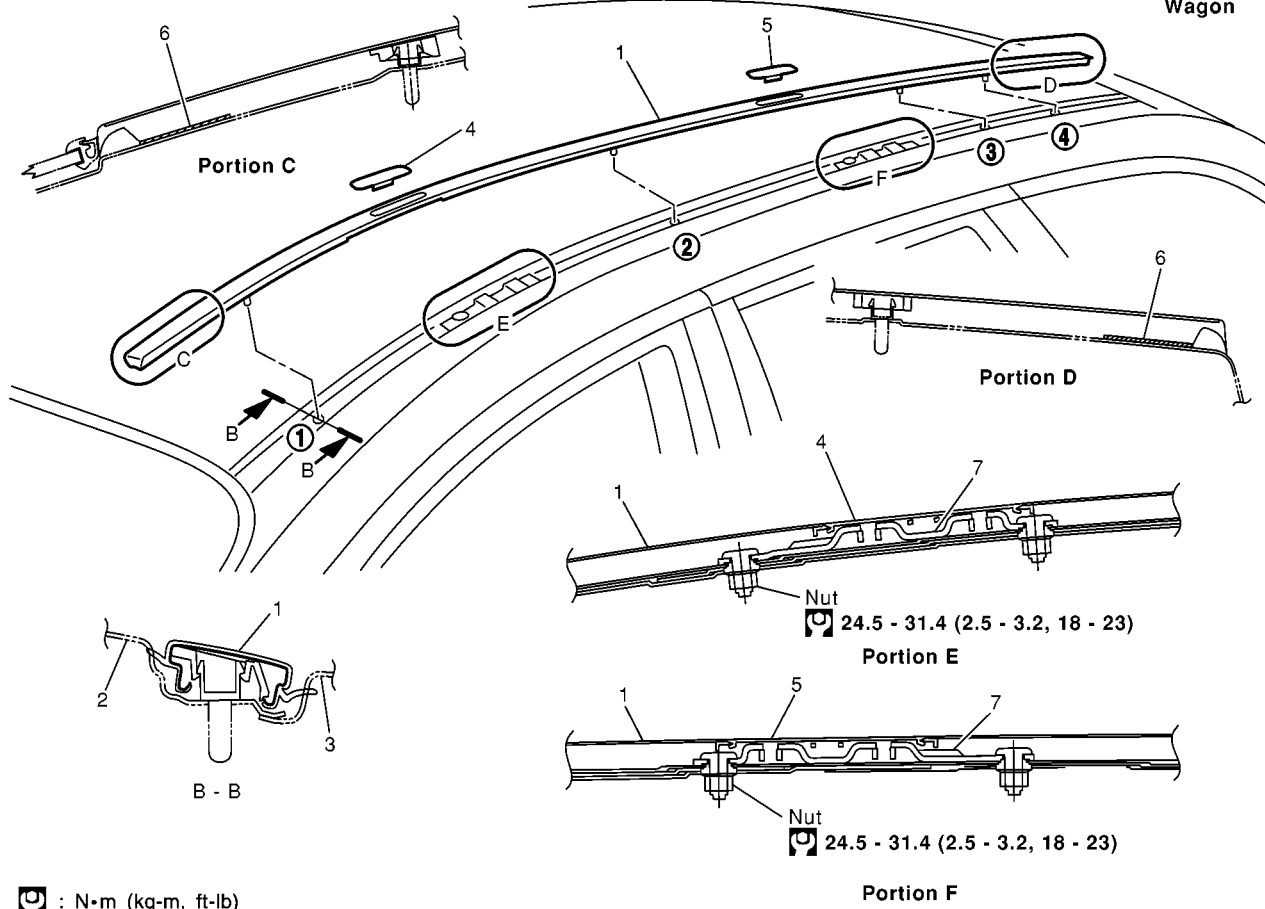 Wagon
6
5
1
4
Portion C
D
④
③
F
②
E
C
6
Portion D
B
①
B
4
7
1
Nut
24.5 - 31.4 (2.5 - 3.2, 18 - 23)
Portion E
1
2
3
B - B
1
5
7
Nut
24.5 - 31.4 (2.5 - 3.2, 18 - 23)
Portion F
: N•m (kg-m, ft-lb)